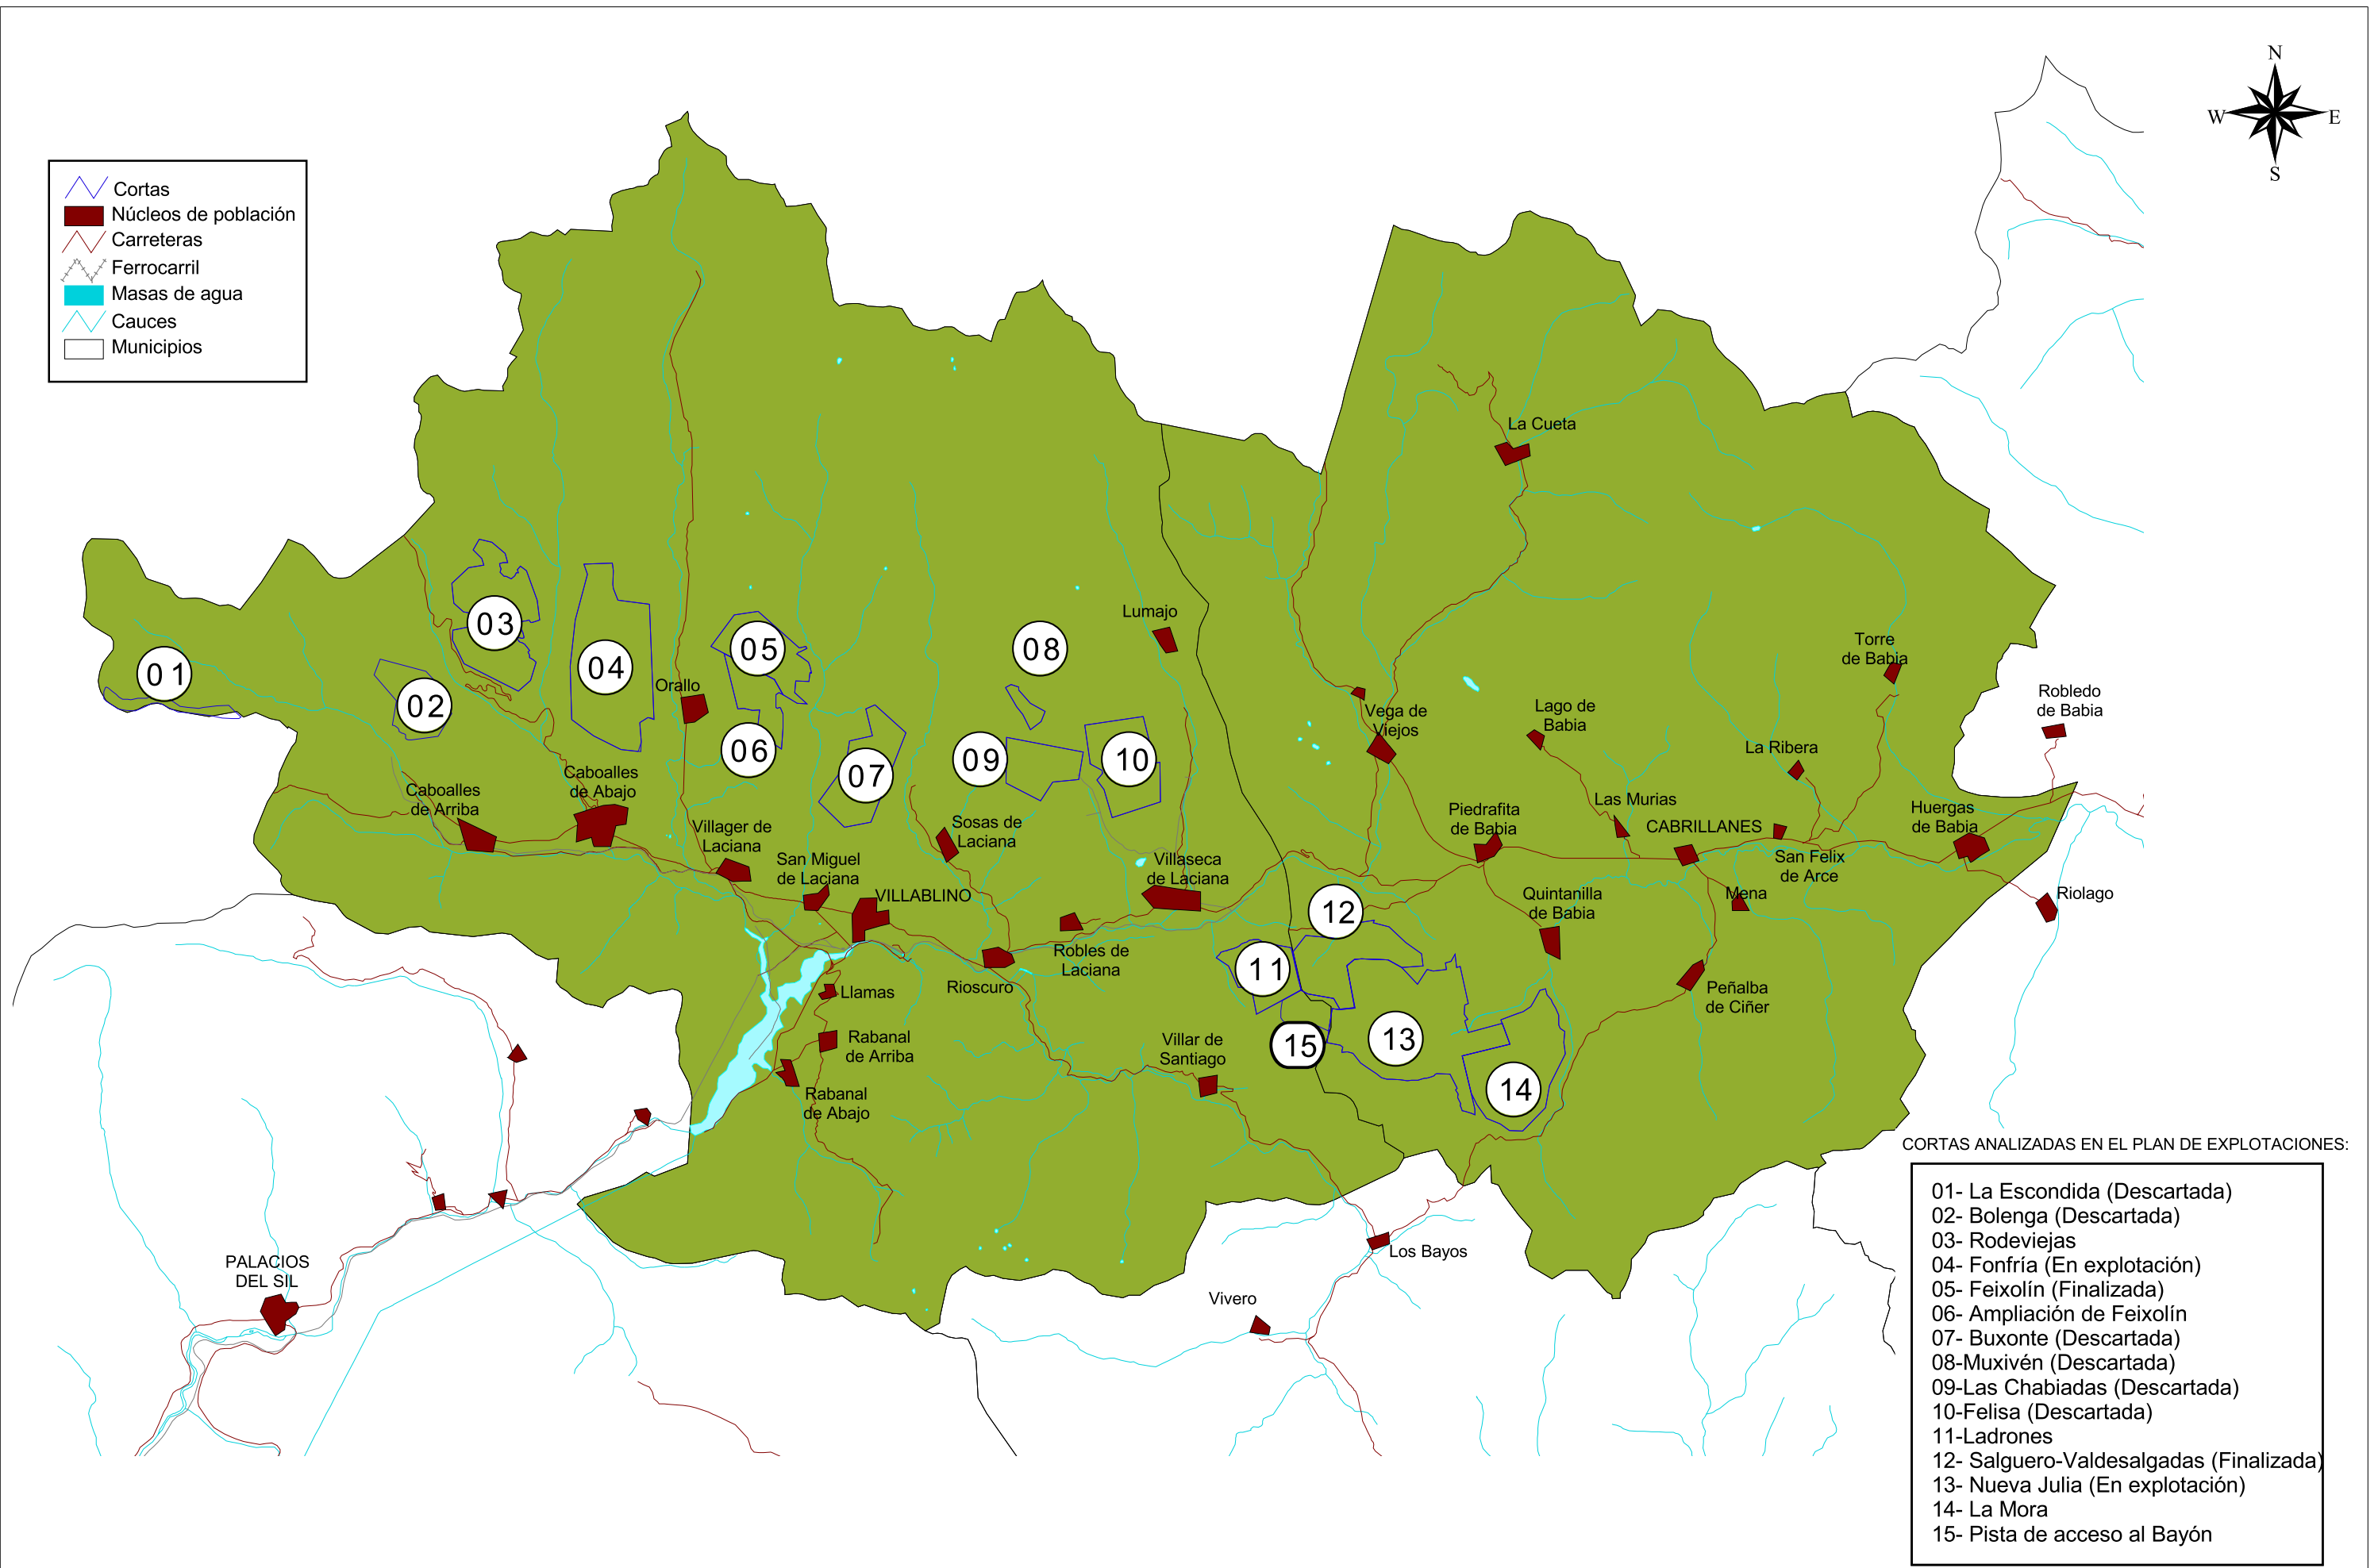 N
W
E
S
Cortas
Núcleos de población
Carreteras
Ferrocarril
Masas de agua
Cauces
Municipios
La Cueta
01
02
03
04
05
06
07
08
09
10
11
12
13
14
15
Lumajo
Orallo
Torre
de Babia
Robledo
de Babia
Vega de
Viejos
Lago de
Babia
La Ribera
Caboalles
de Arriba
Caboalles
de Abajo
Villager de
Laciana
San Miguel
de Laciana
VILLABLINO
Sosas de
Laciana
Villaseca
de Laciana
Piedrafita
de Babia
Las Murias
CABRILLANES
Huergas
de Babia
San Felix
de Arce
Quintanilla
de Babia
Mena
Riolago
Robles de
Laciana
Rioscuro
Llamas
Peñalba
de Ciñer
Rabanal
de Arriba
Villar de
Santiago
Rabanal
de Abajo
PALACIOS
DEL SIL
Los Bayos
Vivero
CORTAS ANALIZADAS EN EL PLAN DE EXPLOTACIONES:
01- La Escondida (Descartada)
02- Bolenga (Descartada)
03- Rodeviejas
04- Fonfría (En explotación)
05- Feixolín (Finalizada)
06- Ampliación de Feixolín
07- Buxonte (Descartada)
08-Muxivén (Descartada)
09-Las Chabiadas (Descartada)
10-Felisa (Descartada)
11-Ladrones
12- Salguero-Valdesalgadas (Finalizada)
13- Nueva Julia (En explotación)
14- La Mora
15- Pista de acceso al Bayón